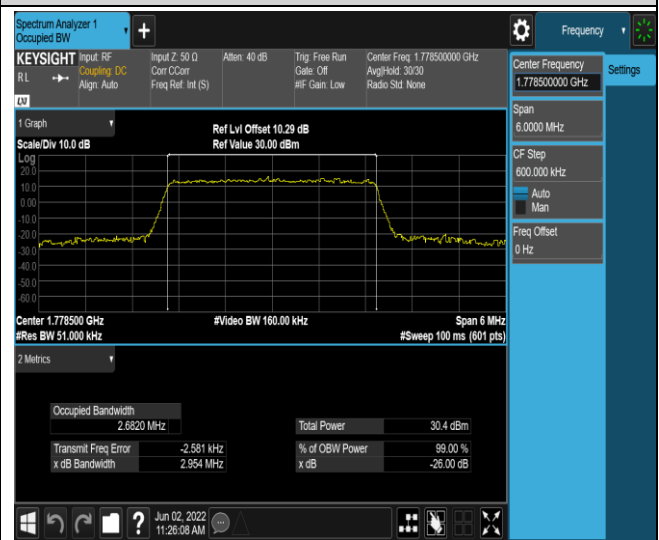 Spectrum Analyzer 1
Occupied BW
Frequency
KEYSIGHT
RL
LXI
Input: RF
Coupling: DC
Align: Auto
Input Z: 50 Ω
Corr CCorr
Freq Ref: Int (S)
Atten: 40 dB
Trig: Free Run
Gate: Off
#IF Gain: Low
Center Freq: 1.778500000 GHz
Avg|Hold: 30/30
Radio Std: None
Center Frequency
1.778500000 GHz
Settings
Span
6.0000 MHz
CF Step
600.000 kHz
Auto
Man
Freq Offset
0 Hz
1 Graph
Scale/Div 10.0 dB
Ref Lvl Offset 10.29 dB
Ref Value 30.00 dBm
Log
20.0
10.0
0.00
-10.0
-20.0
-30.0
-40.0
-50.0
-60.0
Center 1.778500 GHz
#Video BW 160.00 kHz
Span 6 MHz
#Res BW 51.000 kHz
#Sweep 100 ms (601 pts)
2 Metrics
Occupied Bandwidth
2.6820 MHz
Total Power 30.4 dBm
Transmit Freq Error -2.581 kHz
% of OBW Power 99.00 %
x dB Bandwidth 2.954 MHz
x dB -26.00 dB
Jun 02, 2022
11:26:08 AM